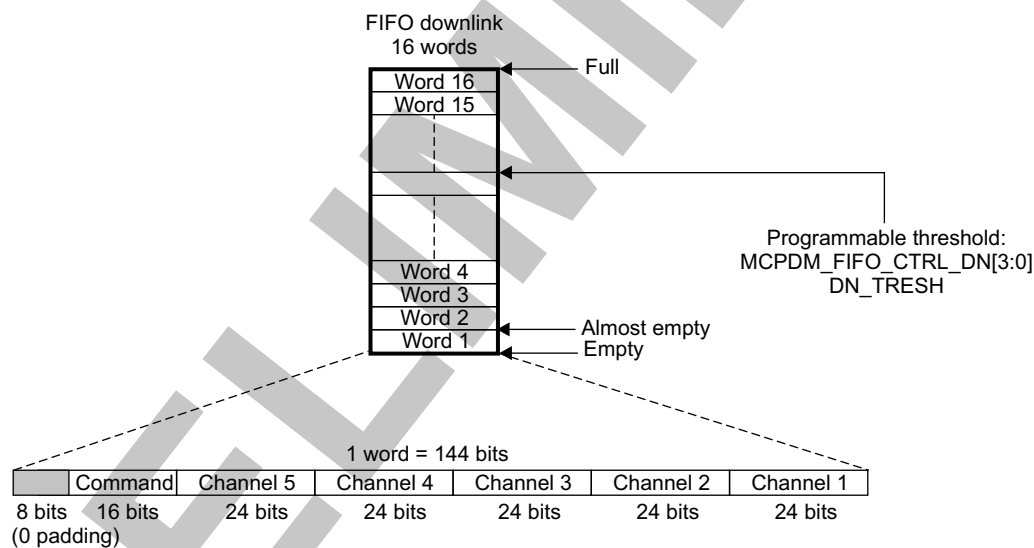 FIFO downlink
16 words
Full
Word 16
Word 15
Programmable threshold:
MCPDM_FIFO_CTRL_DN[3:0]
DN_TRESH
Word 4
Word 3
Word 2
Almost empty
Word 1
Empty
1 word = 144 bits
Command Channel 5 Channel 4 Channel 3 Channel 2 Channel 1
8 bits 16 bits 24 bits 24 bits 24 bits 24 bits 24 bits
(0 padding)
ELIMI